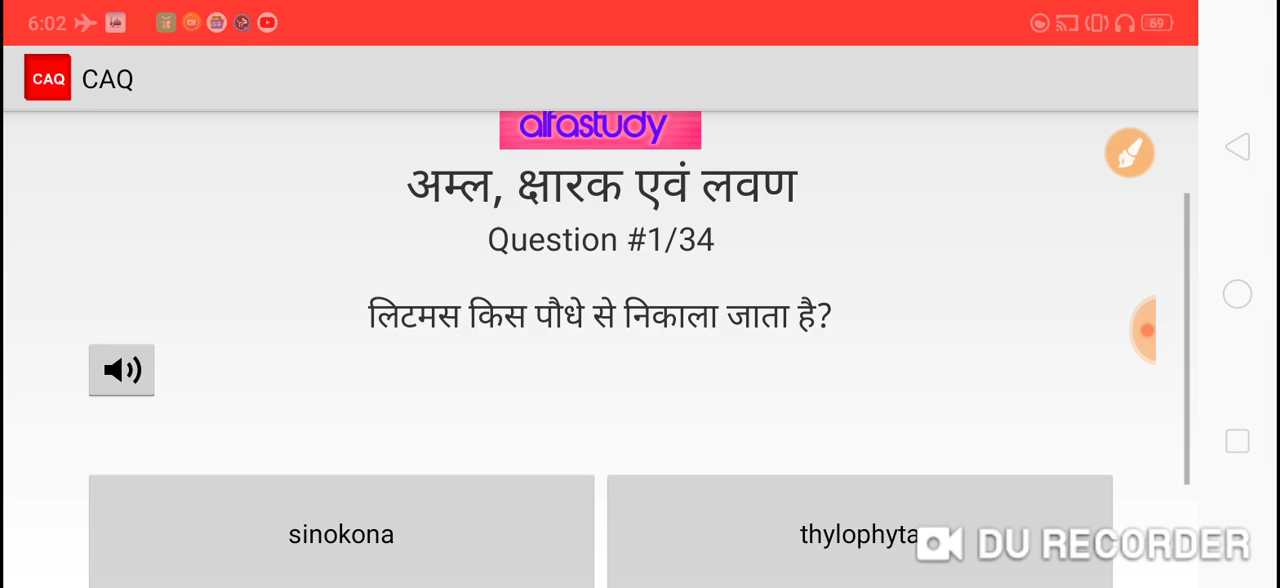 6:02
69
CAQ CAQ
alfastudy
अम्ल, क्षारक एवं लवण
Question #1/34
लिटमस किस पौधे से निकाला जाता है?
sinokona
thylophyta
DU RECORDER